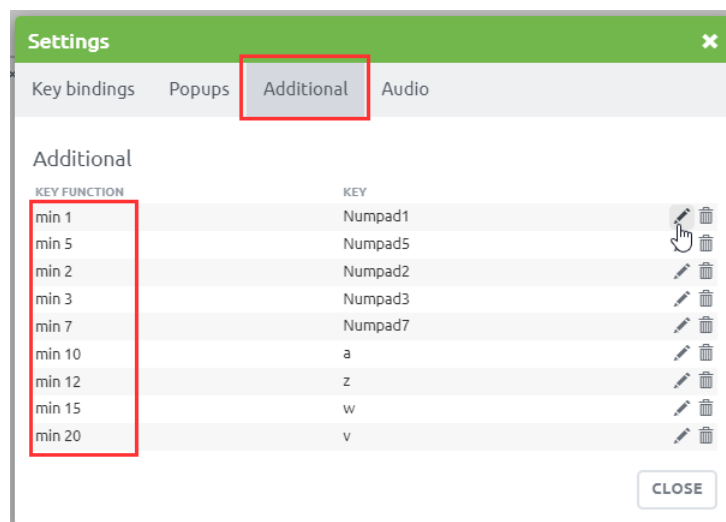 Settings
Key bindings Popups Additional Audio
Additional
KEY FUNCTION KEY
min 1 Numpad1
min 5 Numpad5
min 2 Numpad2
min 3 Numpad3
min 7 Numpad7
min 10 a
min 12 z
min 15 w
min 20 v
CLOSE